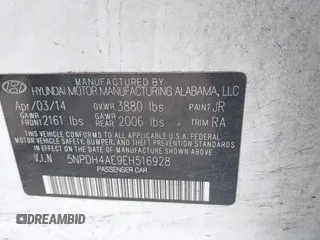 MANUFACTURED BY
HYUNDAI MOTOR MANUFACTURING ALABAMA, LLC
Apr/03/14 GVWR 3880 lbs PAINT JR
GAWR FRONT 2161 lbs GAWR REAR 2006 lbs TRIM RA
THIS VEHICLE CONFORMS TO ALL APPLICABLE U.S. FEDERAL
MOTOR VEHICLE SAFETY, BUMPER, AND THEFT PREVENTION
STANDARDS IN EFFECT ON THE DATE OF MANUFACTURE SHOWN ABOVE.
V.I.N 5NPDH4AE9EH516928
PASSENGER CAR
AutoBidMaster